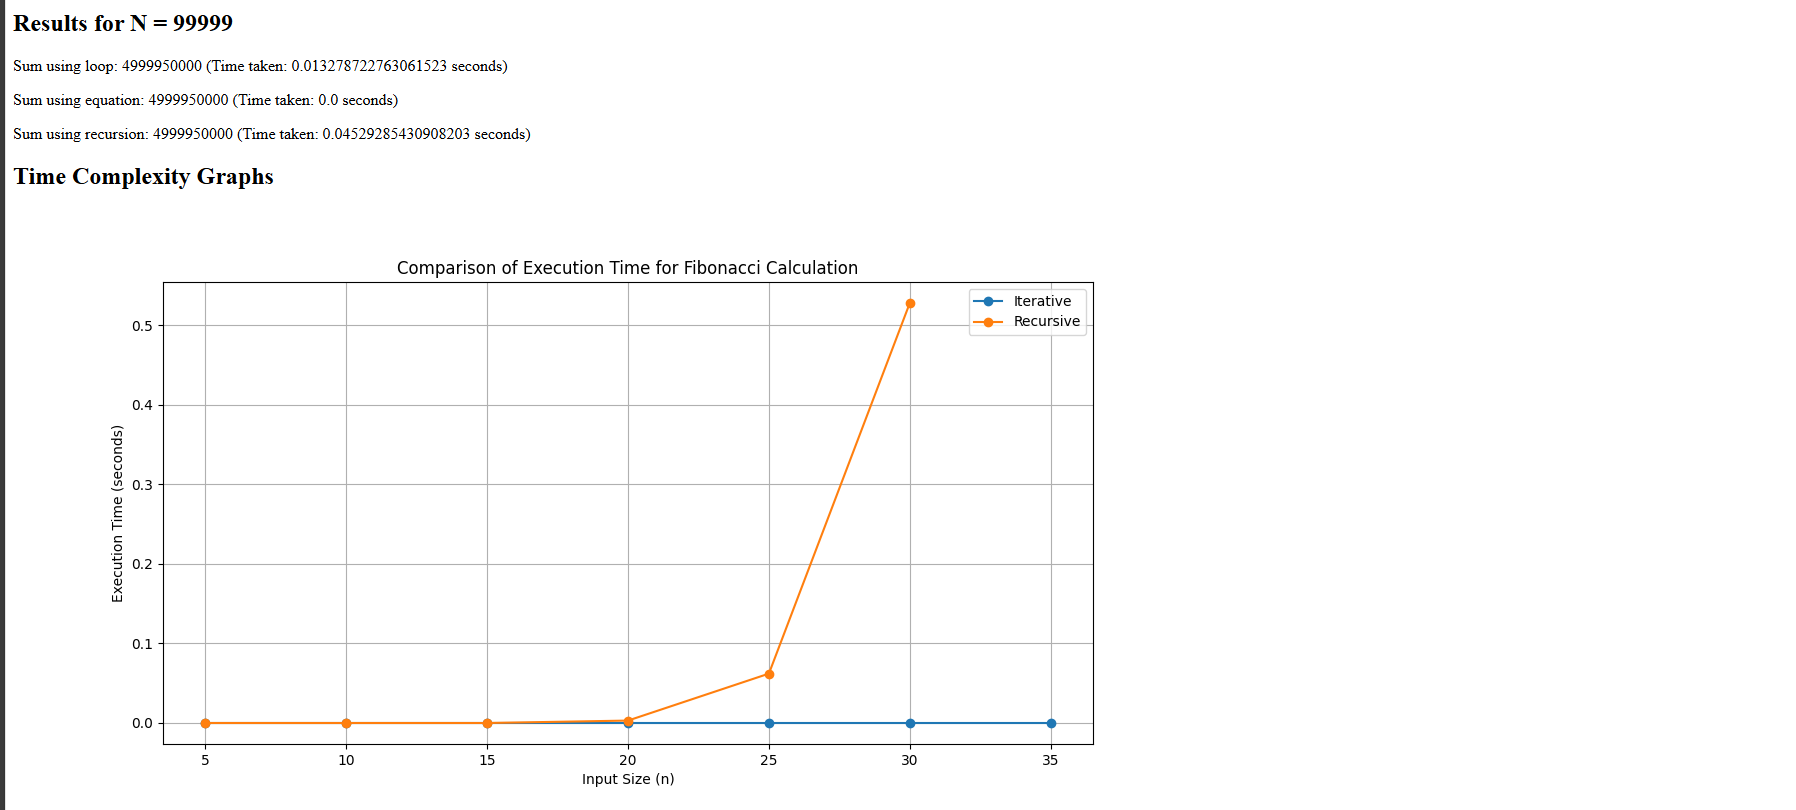 Results for N = 99999
Sum using loop: 4999950000 (Time taken: 0.013278722763061523 seconds)
Sum using equation: 4999950000 (Time taken: 0.0 seconds)
Sum using recursion: 4999950000 (Time taken: 0.04529285430908203 seconds)
Time Complexity Graphs
Comparison of Execution Time for Fibonacci Calculation
Iterative
Recursive
Execution Time (seconds)
0.5
0.4
0.3
0.2
0.1
0.0
5 10 15 20 25 30 35
Input Size (n)